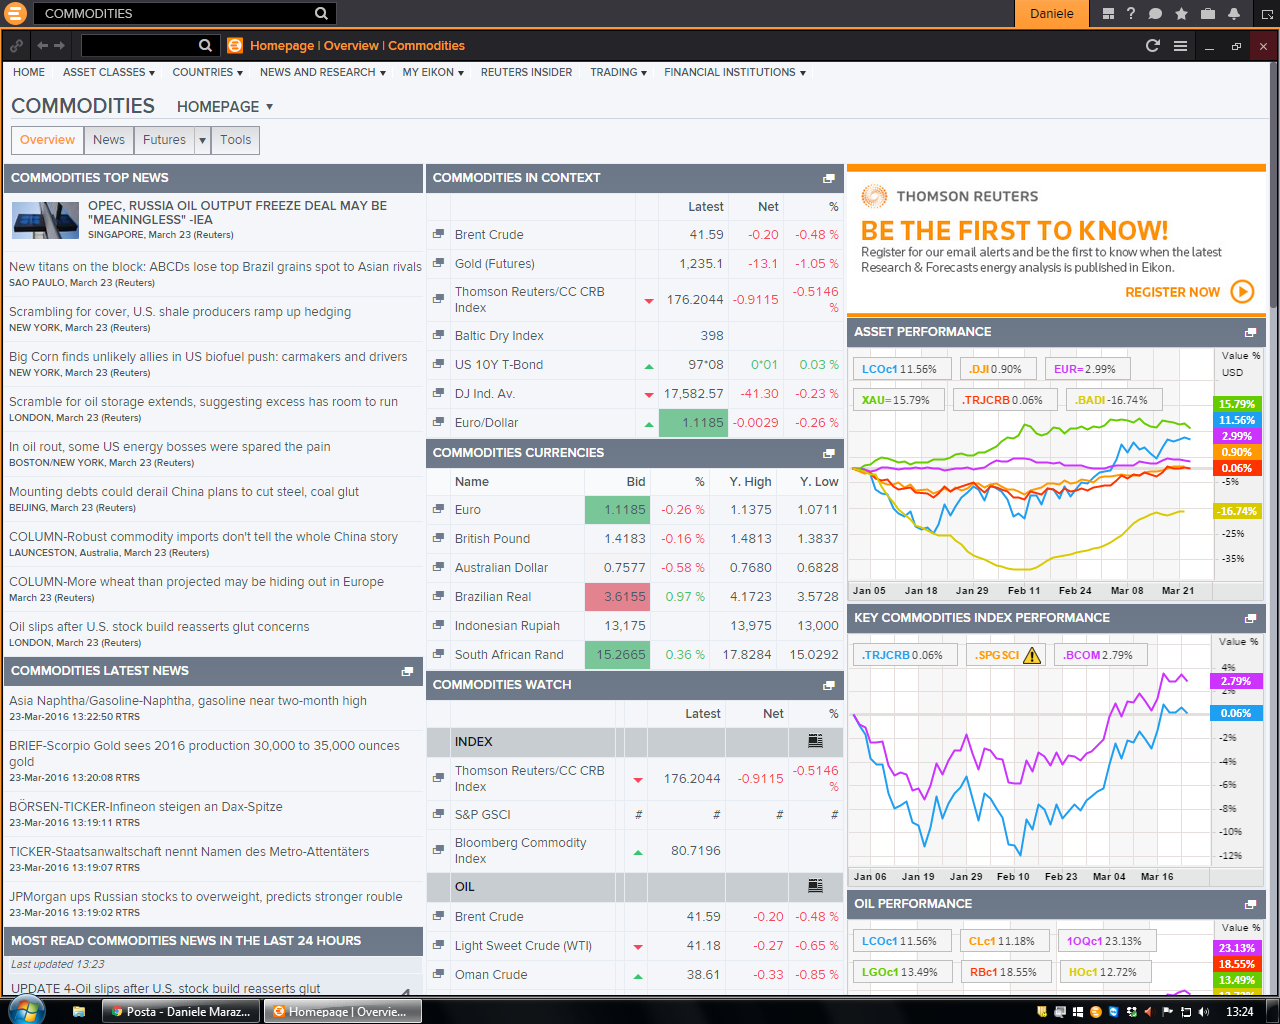 COMMODITIES
Daniele
?
Homepage | Overview | Commodities
HOME ASSET CLASSES COUNTRIES NEWS AND RESEARCH MY EIKON REUTERS INSIDER TRADING FINANCIAL INSTITUTIONS
COMMODITIES HOMEPAGE
Overview News Futures Tools
COMMODITIES TOP NEWS
OPEC, RUSSIA OIL OUTPUT FREEZE DEAL MAY BE
"MEANINGLESS" -IEA
SINGAPORE, March 23 (Reuters)
New titans on the block: ABCDs lose top Brazil grains spot to Asian rivals
SAO PAULO, March 23 (Reuters)
Scrambling for cover, U.S. shale producers ramp up hedging
NEW YORK, March 23 (Reuters)
Big Corn finds unlikely allies in US biofuel push: carmakers and drivers
NEW YORK, March 23 (Reuters)
Scramble for oil storage extends, suggesting excess has room to run
LONDON, March 23 (Reuters)
In oil rout, some US energy bosses were spared the pain
BOSTON/NEW YORK, March 23 (Reuters)
Mounting debts could derail China plans to cut steel, coal glut
BEIJING, March 23 (Reuters)
COLUMN-Robust commodity imports don't tell the whole China story
LAUNCESTON, Australia, March 23 (Reuters)
COLUMN-More wheat than projected may be hiding out in Europe
March 23 (Reuters)
Oil slips after U.S. stock build reasserts glut concerns
LONDON, March 23 (Reuters)
COMMODITIES LATEST NEWS
Asia Naphtha/Gasoline-Naphtha, gasoline near two-month high
23-Mar-2016 13:22:50 RTRS
BRIEF-Scorpio Gold sees 2016 production 30,000 to 35,000 ounces
gold
23-Mar-2016 13:20:08 RTRS
BÖRSEN-TICKER-Infineon steigen an Dax-Spitze
23-Mar-2016 13:19:11 RTRS
TICKER-Staatsanwaltschaft nennt Namen des Metro-Attentäters
23-Mar-2016 13:19:07 RTRS
JPMorgan ups Russian stocks to overweight, predicts stronger rouble
23-Mar-2016 13:19:02 RTRS
MOST READ COMMODITIES NEWS IN THE LAST 24 HOURS
Last updated 13:23
UPDATE 4-Oil slips after U.S. stock build reasserts glut
COMMODITIES IN CONTEXT
Latest Net %
Brent Crude 41.59 -0.20 -0.48 %
Gold (Futures) 1,235.1 -13.1 -1.05 %
Thomson Reuters/CC CRB Index 176.2044 -0.9115 -0.5146 %
Baltic Dry Index 398
US 10Y T-Bond 97*08 0*01 0.03 %
DJ Ind. Av. 17,582.57 -41.30 -0.23 %
Euro/Dollar 1.1185 -0.0029 -0.26 %
COMMODITIES CURRENCIES
Name Bid % Y. High Y. Low
Euro 1.1185 -0.26 % 1.1375 1.0711
British Pound 1.4183 -0.16 % 1.4813 1.3837
Australian Dollar 0.7577 -0.58 % 0.7680 0.6828
Brazilian Real 3.6155 0.97 % 4.1723 3.5728
Indonesian Rupiah 13,175 13,975 13,000
South African Rand 15.2665 0.36 % 17.8284 15.0292
COMMODITIES WATCH
Latest Net %
INDEX
Thomson Reuters/CC CRB Index 176.2044 -0.9115 -0.5146 %
S&P GSCI # # # #
Bloomberg Commodity Index 80.7196
OIL
Brent Crude 41.59 -0.20 -0.48 %
Light Sweet Crude (WTI) 41.18 -0.27 -0.65 %
Oman Crude 38.61 -0.33 -0.85 %
THOMSON REUTERS
BE THE FIRST TO KNOW!
Register for our email alerts and be the first to know when the latest
Research & Forecasts energy analysis is published in Eikon.
REGISTER NOW
ASSET PERFORMANCE
LCOc1 11.56% .DJI 0.90% EUR= 2.99%
XAU= 15.79% .TRJCRB 0.06% .BADI -16.74%
Value %
USD
15.79%
11.56%
2.99%
0.90%
0.06%
-5%
-16.74%
-25%
-35%
Jan 05 Jan 18 Jan 29 Feb 11 Feb 24 Mar 08 Mar 21
KEY COMMODITIES INDEX PERFORMANCE
.TRJCRB 0.06% .SPGSCI .BCOM 2.79%
Value %
4%
2.79%
0.06%
-2%
-4%
-6%
-8%
-10%
-12%
Jan 06 Jan 19 Jan 29 Feb 10 Feb 23 Mar 04 Mar 16
OIL PERFORMANCE
LCOc1 11.56% CLc1 11.18% 1OQc1 23.13%
LGOc1 13.49% RBc1 18.55% HOc1 12.72%
Value %
23.13%
18.55%
13.49%
Posta - Daniele Maraz... Homepage | Overvie... 13:24